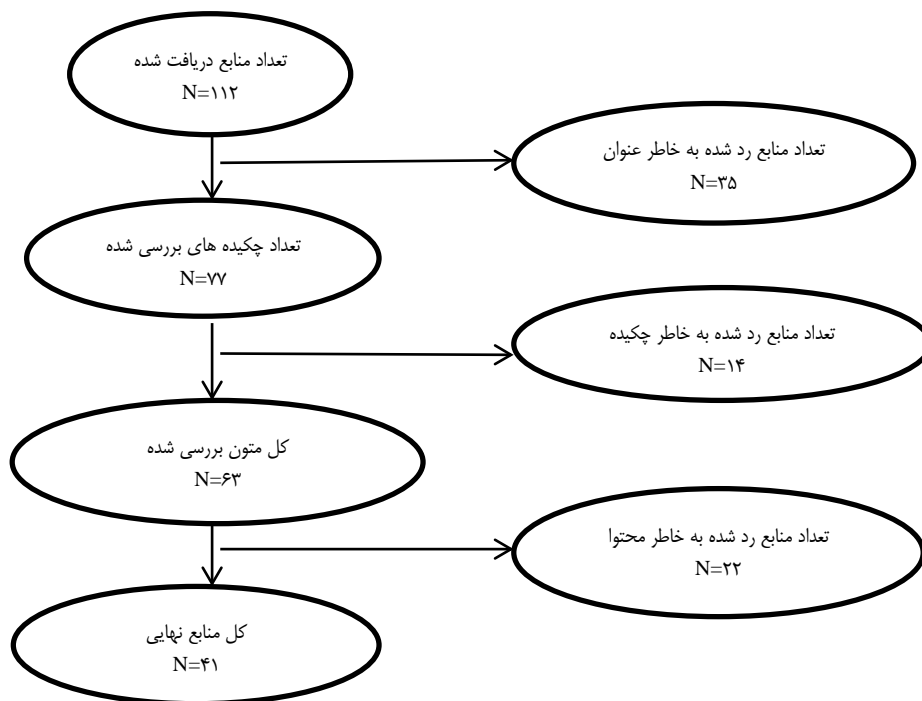 تعداد منابع دریافت شده
N=۱۱۲
تعداد منابع رد شده به خاطر عنوان
N=۳۵
تعداد چکیده های بررسی شده
N=۷۷
تعداد منابع رد شده به خاطر چکیده
N=۱۴
کل متون بررسی شده
N=۶۳
تعداد منابع رد شده به خاطر محتوا
N=۲۲
کل منابع نهایی
N=۴۱